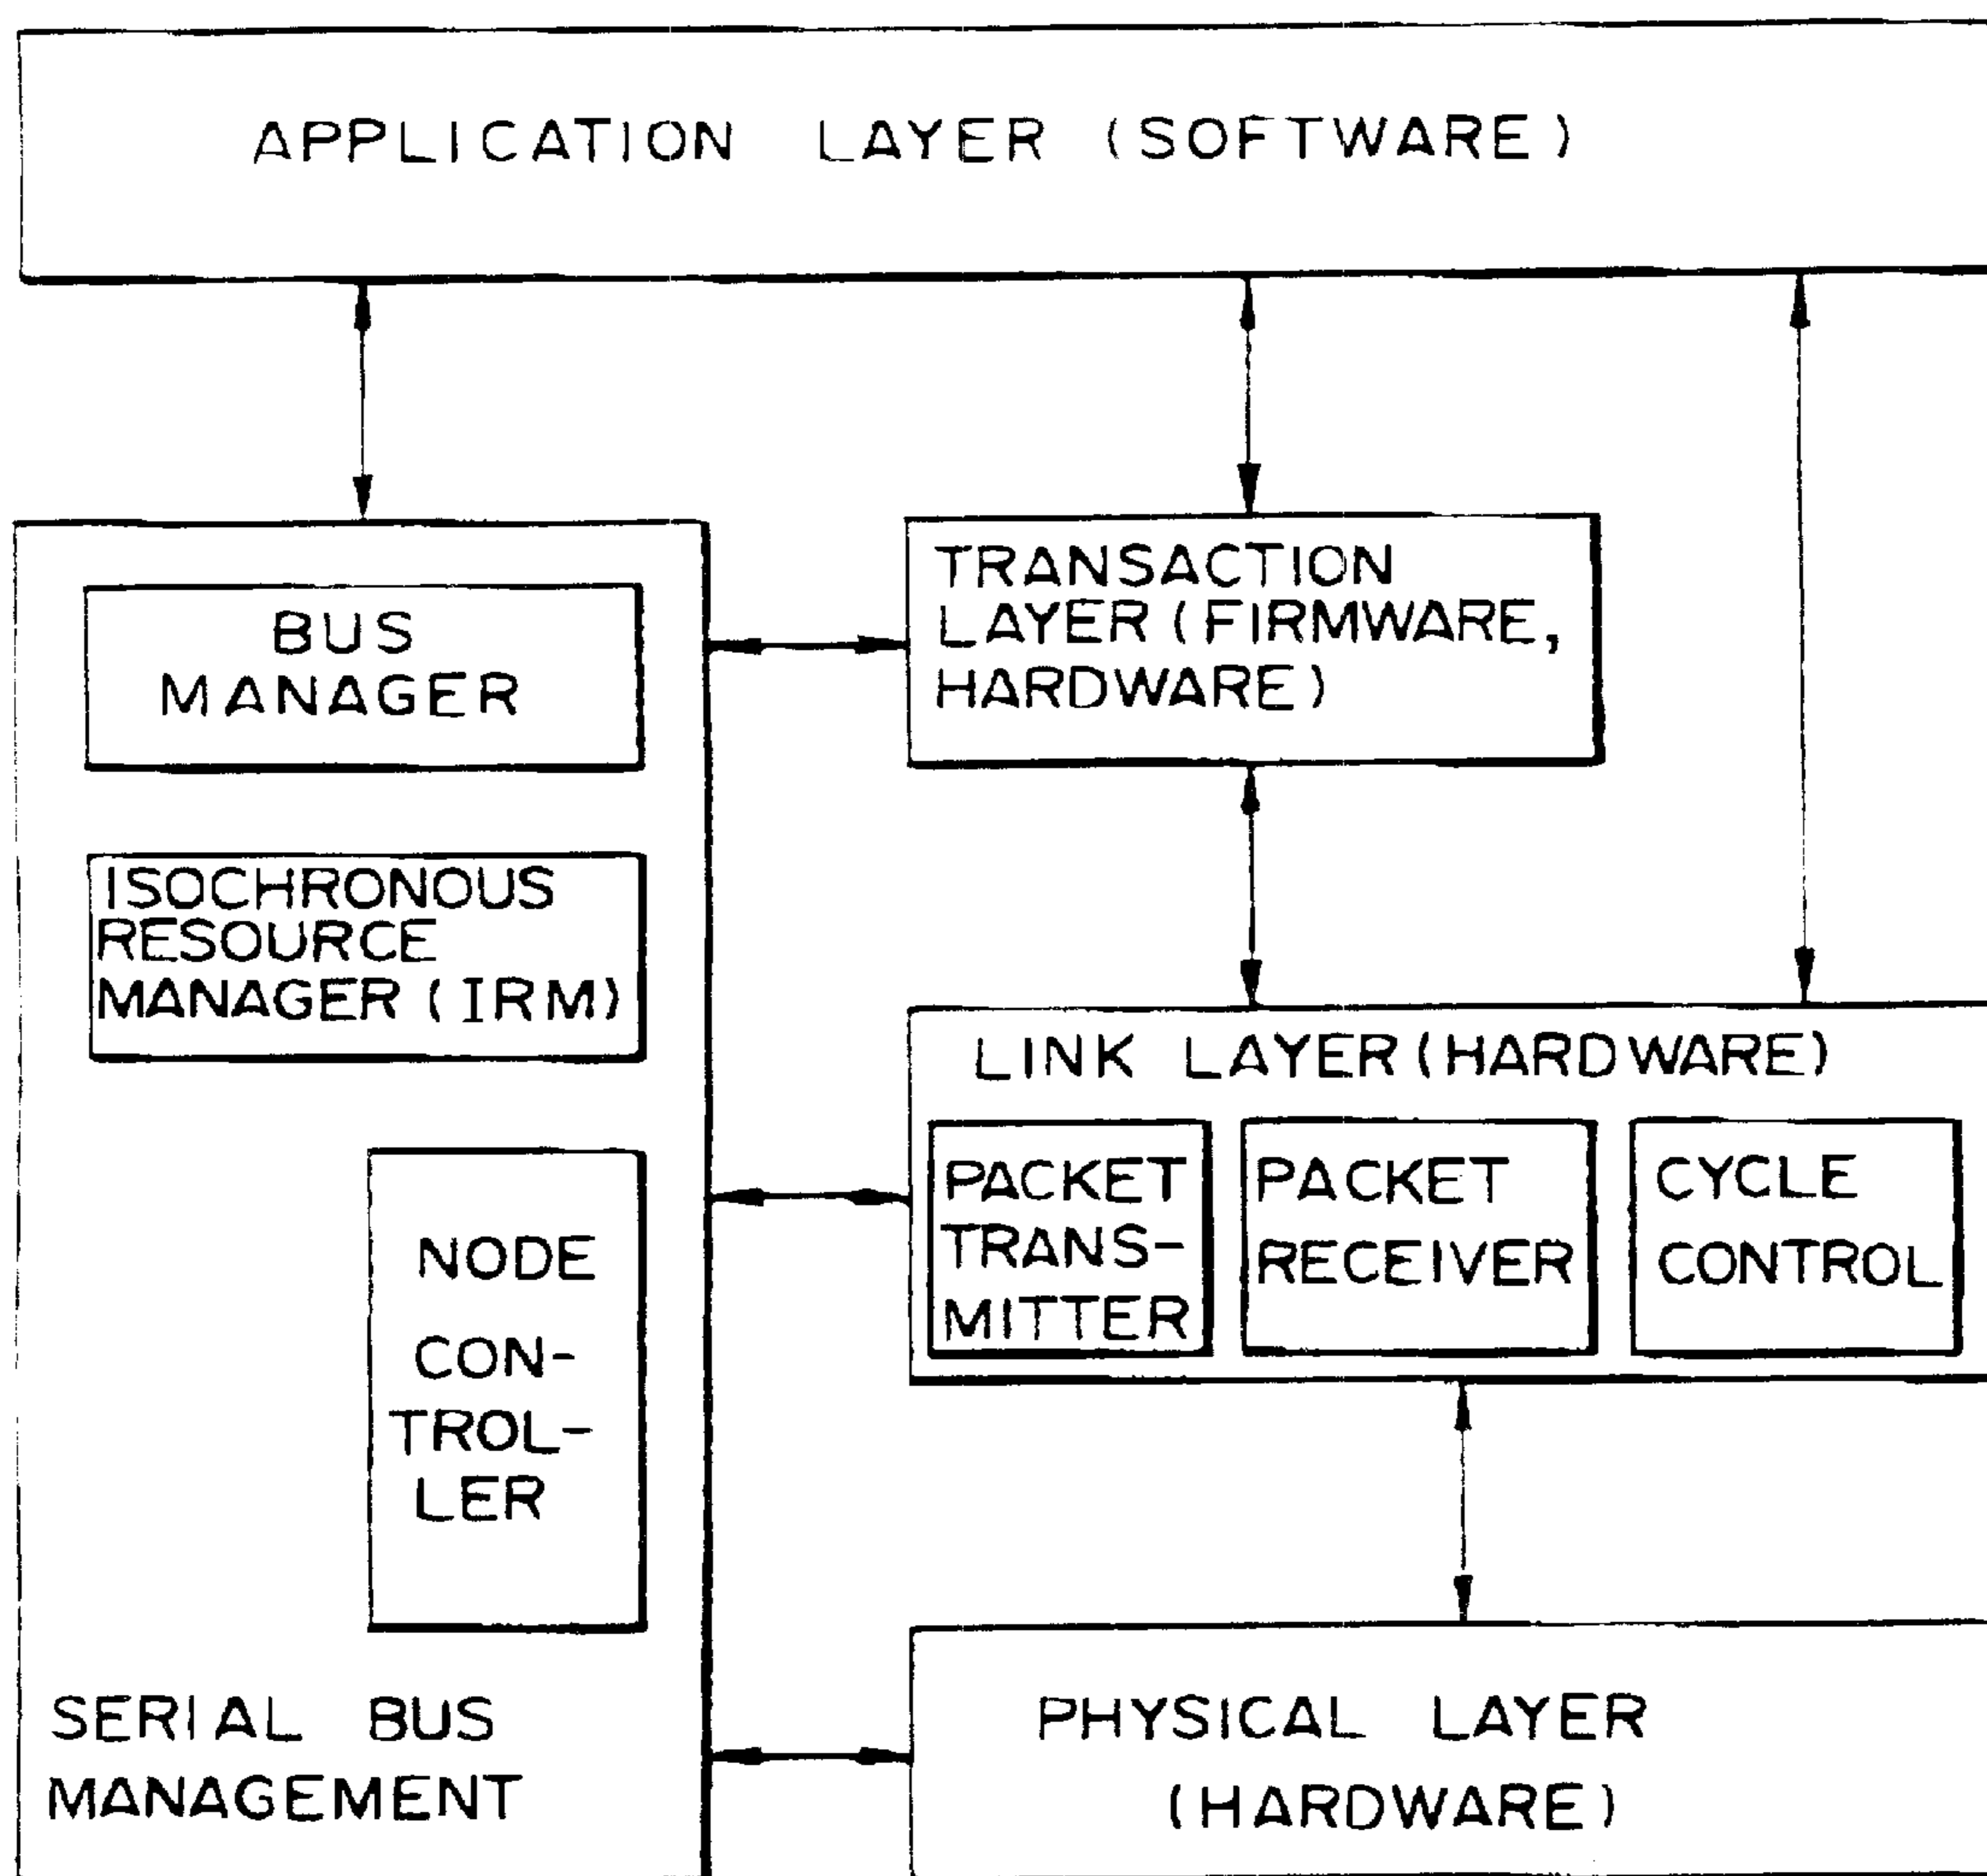 APPLICATION LAYER (SOFTWARE)
BUS
MANAGER
TRANSACTION
LAYER (FIRMWARE,
HARDWARE)
ISOCHRONOUS
RESOURCE
MANAGER (IRM)
LINK LAYER (HARDWARE)
PACKET
TRANS-
MITTER
PACKET
RECEIVER
CYCLE
CONTROL
NODE
CON-
TROL-
LER
SERIAL BUS
MANAGEMENT
PHYSICAL LAYER
(HARDWARE)